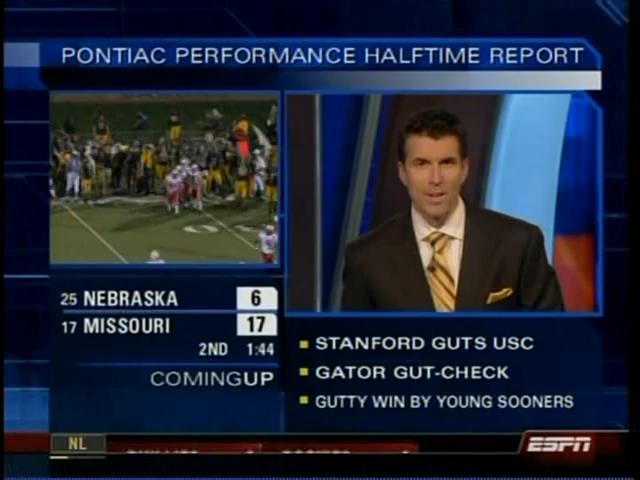 PONTIAC PERFORMANCE HALFTIME REPORT
25 NEBRASKA 6
17 MISSOURI 17
2ND 1:44
COMINGUP
STANFORD GUTS USC
GATOR GUT-CHECK
GUTTY WIN BY YOUNG SOONERS
NL
ESPN